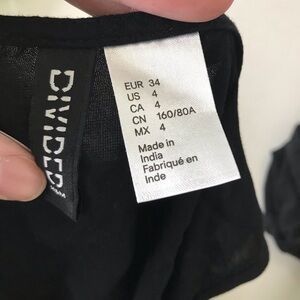 DIVIDED
H&M
EUR 34
US 4
CA 4
CN 160/80A
MX 4
Made in
India
Fabriqué en
Inde